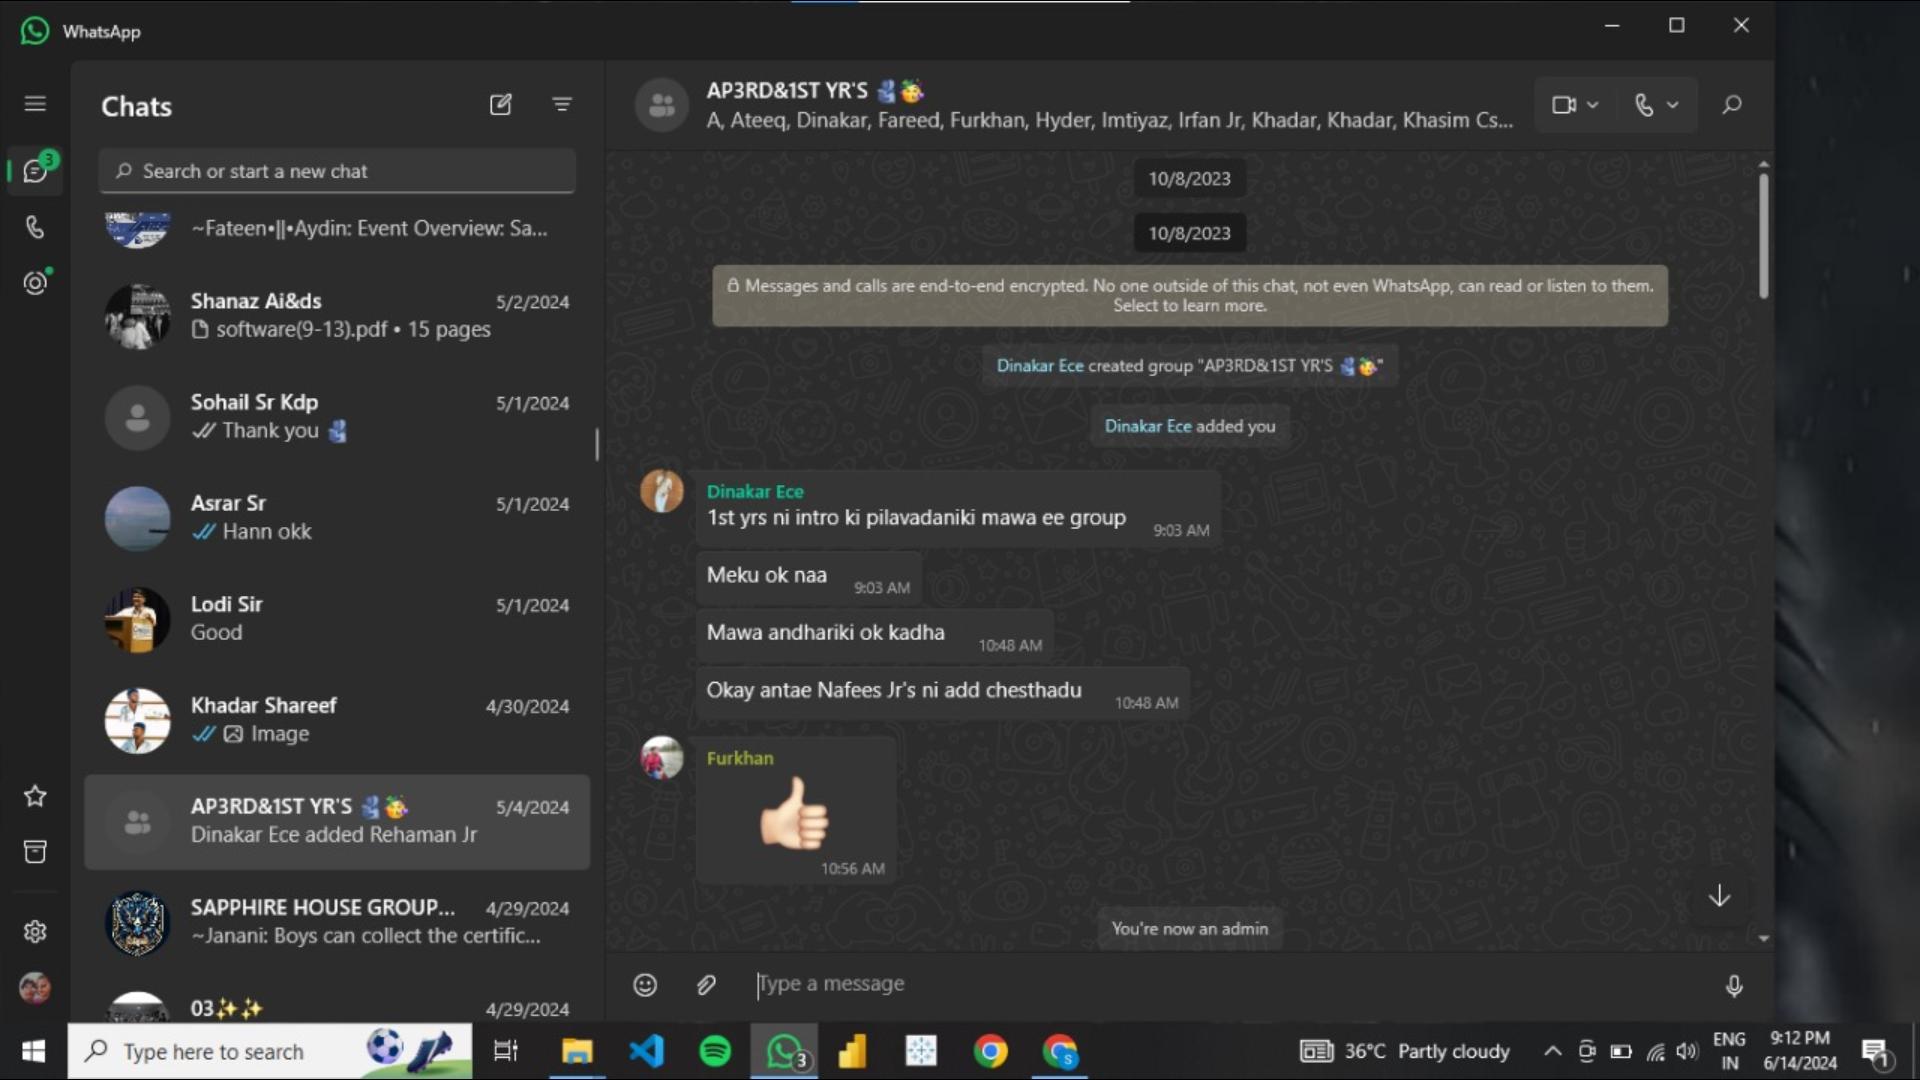 WhatsApp
Chats
3
Search or start a new chat
~Fateen•||•Aydin: Event Overview: Sa...
Shanaz Ai&ds 5/2/2024
software(9-13).pdf • 15 pages
Sohail Sr Kdp 5/1/2024
Thank you 🫂
Asrar Sr 5/1/2024
Hann okk
Lodi Sir 5/1/2024
Good
Khadar Shareef 4/30/2024
Image
AP3RD&1ST YR'S 🫂🥳 5/4/2024
Dinakar Ece added Rehaman Jr
SAPPHIRE HOUSE GROUP... 4/29/2024
~Janani: Boys can collect the certific...
03✨✨ 4/29/2024
AP3RD&1ST YR'S 🫂🥳
A, Ateeq, Dinakar, Fareed, Furkhan, Hyder, Imtiyaz, Irfan Jr, Khadar, Khadar, Khasim Cs...
10/8/2023
10/8/2023
Messages and calls are end-to-end encrypted. No one outside of this chat, not even WhatsApp, can read or listen to them.
Select to learn more.
Dinakar Ece created group "AP3RD&1ST YR'S 🫂🥳"
Dinakar Ece added you
Dinakar Ece
1st yrs ni intro ki pilavadaniki mawa ee group 9:03 AM
Meku ok naa 9:03 AM
Mawa andhariki ok kadha 10:48 AM
Okay antae Nafees Jr's ni add chesthadu 10:48 AM
Furkhan
👍🏻
10:56 AM
You're now an admin
Type a message
Type here to search
3
S
36°C Partly cloudy
ENG
IN
9:12 PM
6/14/2024
1